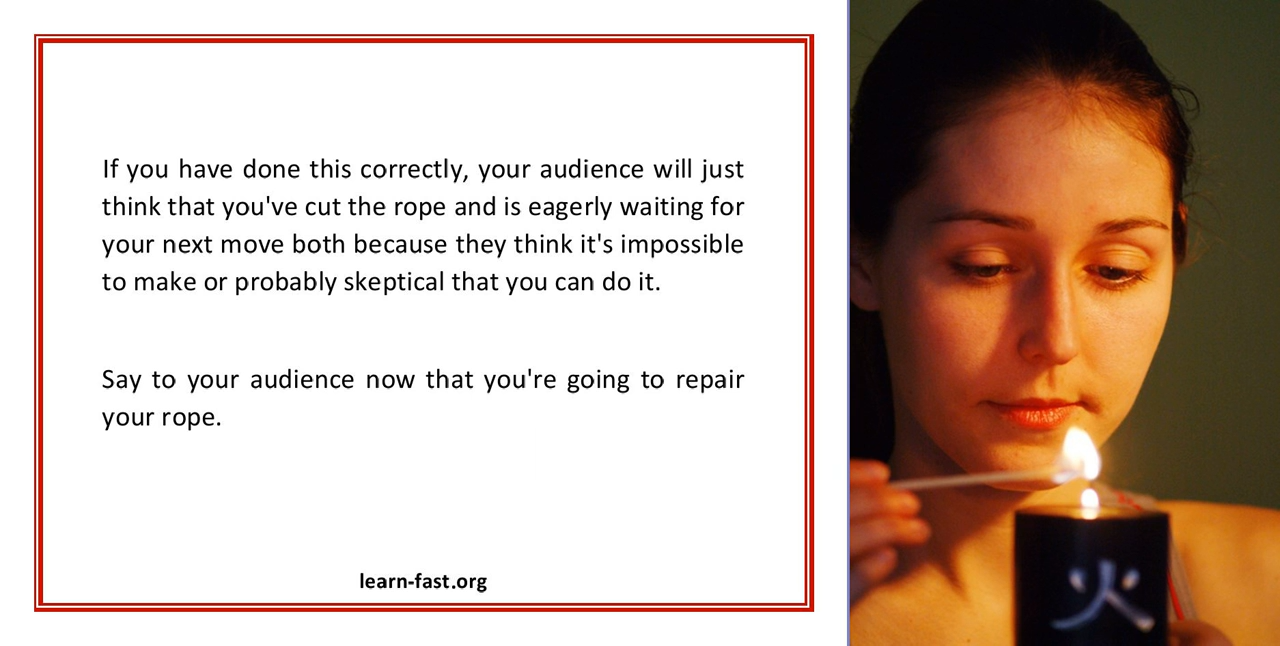 If you have done this correctly, your audience will just
think that you've cut the rope and is eagerly waiting for
your next move both because they think it's impossible
to make or probably skeptical that you can do it.
Say to your audience now that you're going to repair
your rope.
learn-fast.org
火